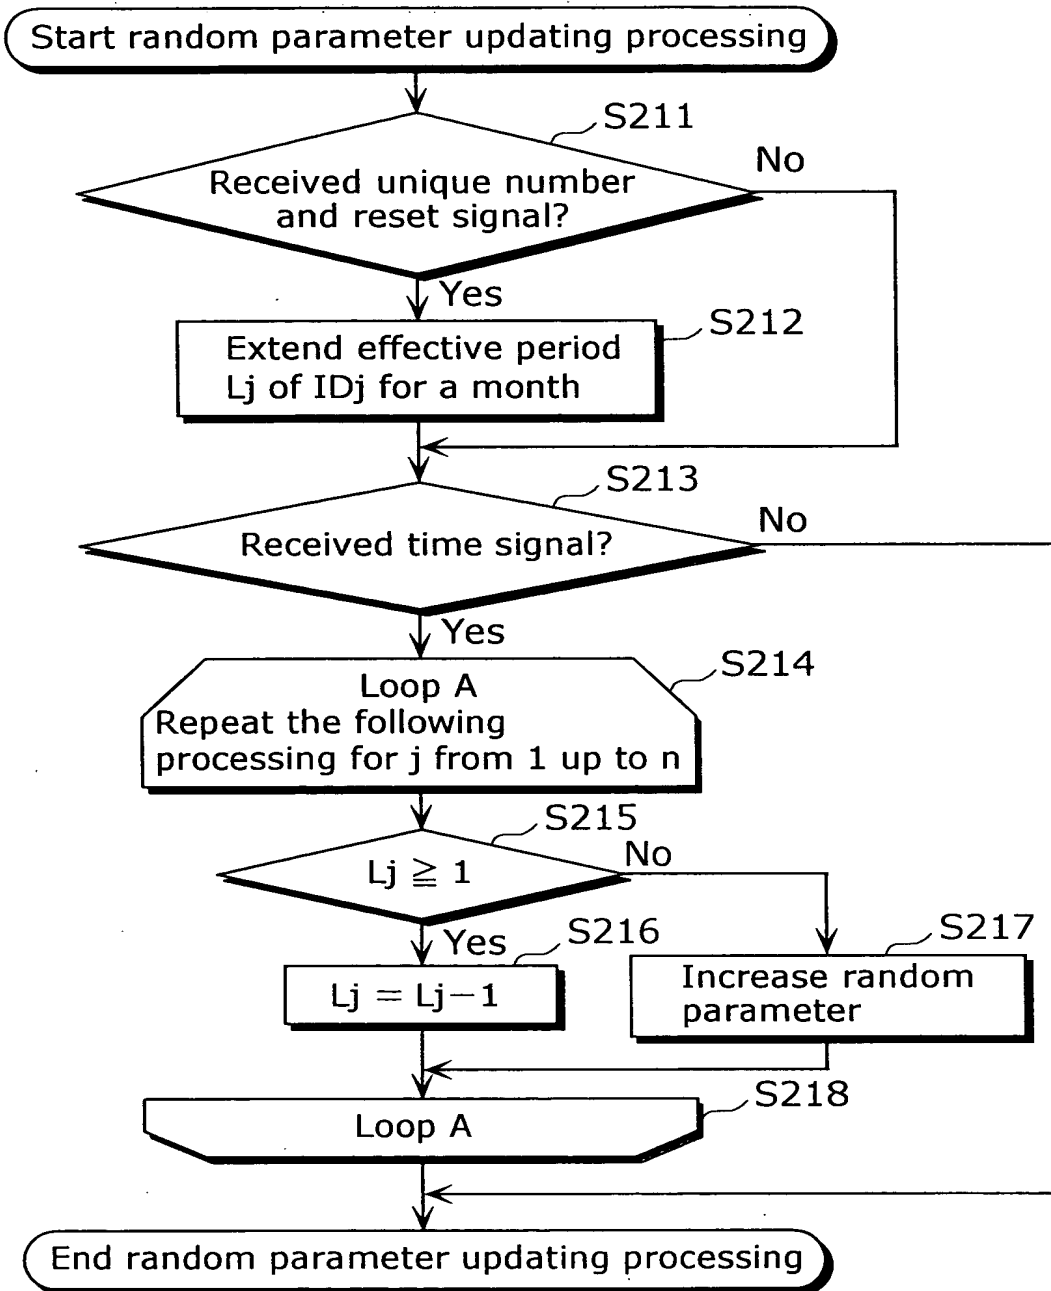 Start random parameter updating processing
S211
No
Received unique number
and reset signal?
Yes
S212
Extend effective period
Lj of IDj for a month
S213
No
Received time signal?
Yes
S214
Loop A
Repeat the following
processing for j from 1 up to n
S215
Lj ≧ 1
No
Yes
S216
S217
Lj = Lj−1
Increase random
parameter
S218
Loop A
End random parameter updating processing